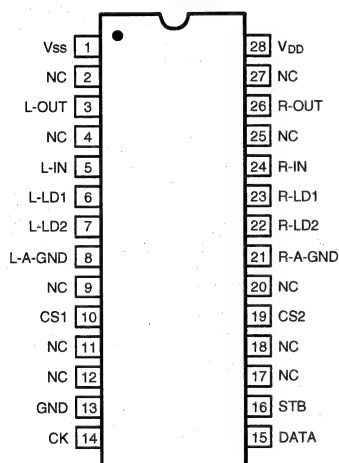 Vss 1 28 VDD
NC 2 27 NC
L-OUT 3 26 R-OUT
NC 4 25 NC
L-IN 5 24 R-IN
L-LD1 6 23 R-LD1
L-LD2 7 22 R-LD2
L-A-GND 8 21 R-A-GND
NC 9 20 NC
CS1 10 19 CS2
NC 11 18 NC
NC 12 17 NC
GND 13 16 STB
CK 14 15 DATA